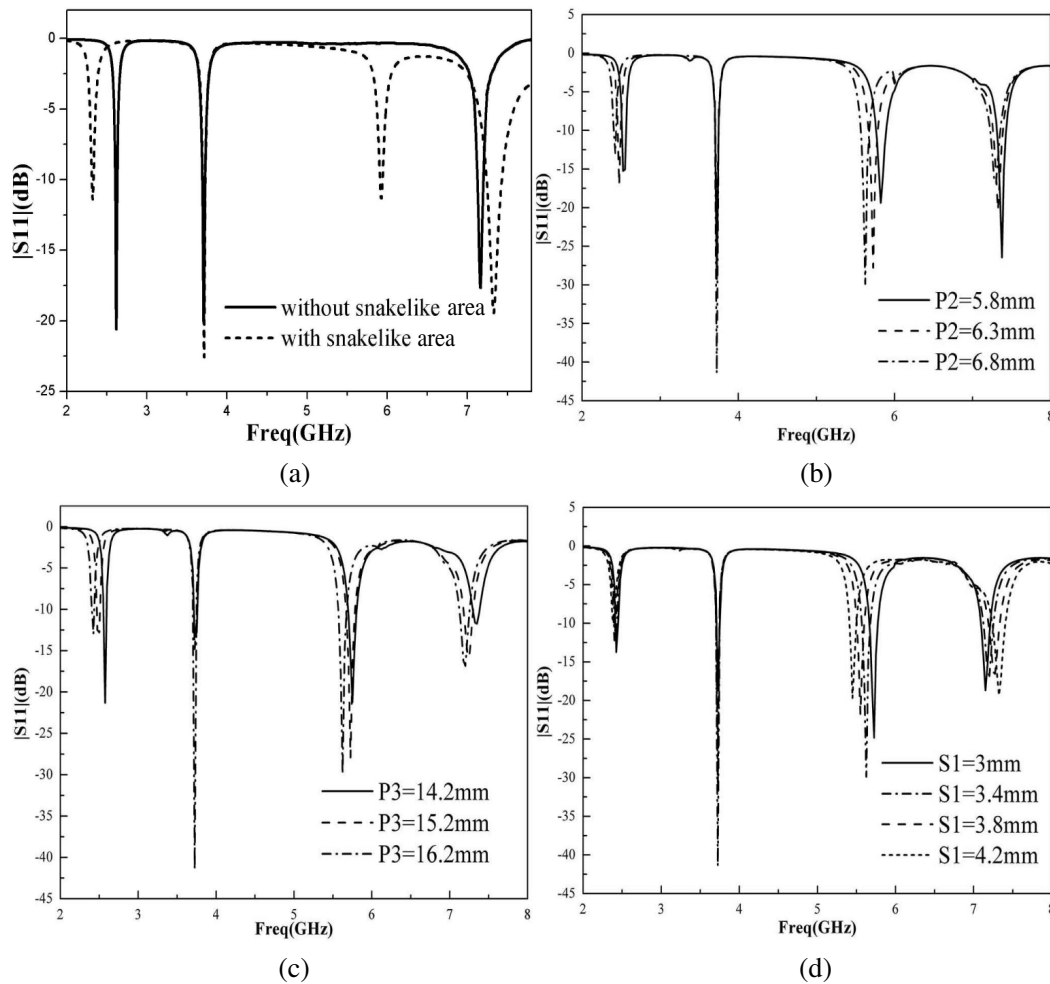 0
-5
-10
-15
-20
-25
|S11|(dB)
without snakelike area
with snakelike area
2 3 4 5 6 7
Freq(GHz)
(a)
5
0
-5
-10
-15
-20
-25
-30
-35
-40
-45
|S11|(dB)
P2=5.8mm
P2=6.3mm
P2=6.8mm
2 4 6 8
Freq(GHz)
(b)
5
0
-5
-10
-15
-20
-25
-30
-35
-40
-45
|S11|(dB)
P3=14.2mm
P3=15.2mm
P3=16.2mm
2 3 4 5 6 7 8
Freq(GHz)
(c)
5
0
-5
-10
-15
-20
-25
-30
-35
-40
-45
|S11|(dB)
S1=3mm
S1=3.4mm
S1=3.8mm
S1=4.2mm
2 3 4 5 6 7 8
Freq(GHz)
(d)